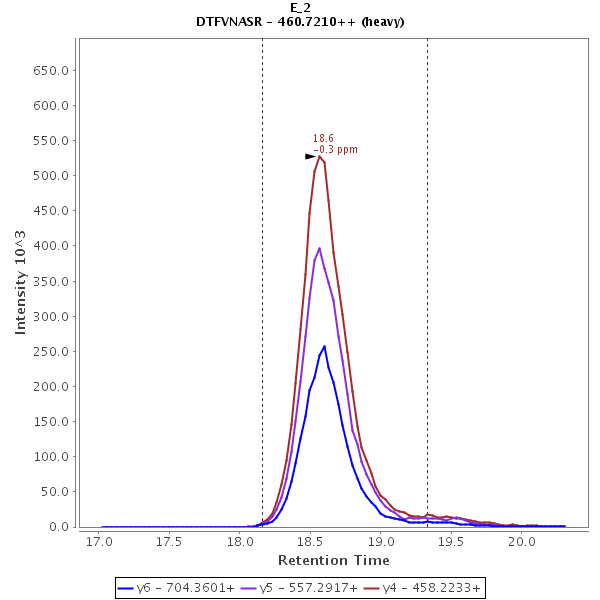 E_2
DTFVNASR - 460.7210++ (heavy)
650.0
600.0
550.0
500.0
450.0
400.0
350.0
300.0
250.0
200.0
150.0
100.0
50.0
0.0
Intensity 10^3
18.6
-0.3 ppm
17.0 17.5 18.0 18.5 19.0 19.5 20.0
Retention Time
y6 - 704.3601+ y5 - 557.2917+ y4 - 458.2233+